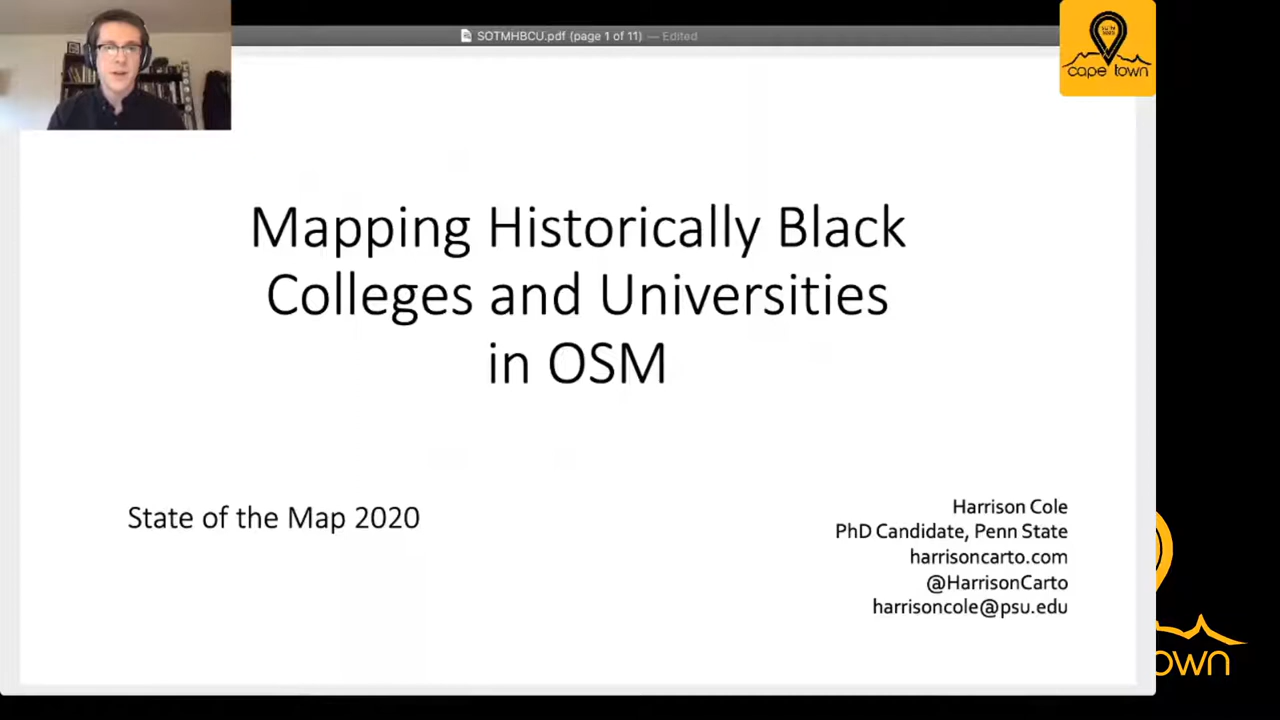 SOTMHBCU.pdf (page 1 of 11) — Edited
cape town
Mapping Historically Black
Colleges and Universities
in OSM
State of the Map 2020
Harrison Cole
PhD Candidate, Penn State
harrisoncarto.com
@HarrisonCarto
harrisoncole@psu.edu
own